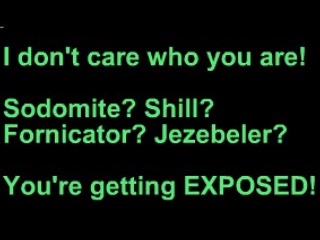 I don't care who you are!
Sodomite? Shill?
Fornicator? Jezebeler?
You're getting EXPOSED!